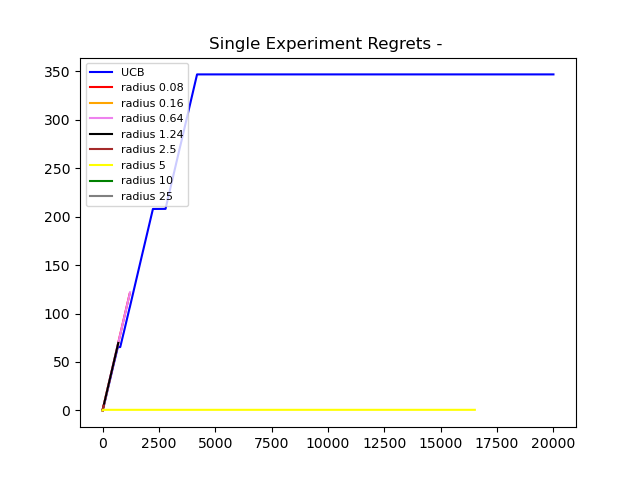 Single Experiment Regrets -
350
300
250
200
150
100
50
0
UCB
radius 0.08
radius 0.16
radius 0.64
radius 1.24
radius 2.5
radius 5
radius 10
radius 25
0 2500 5000 7500 10000 12500 15000 17500 20000